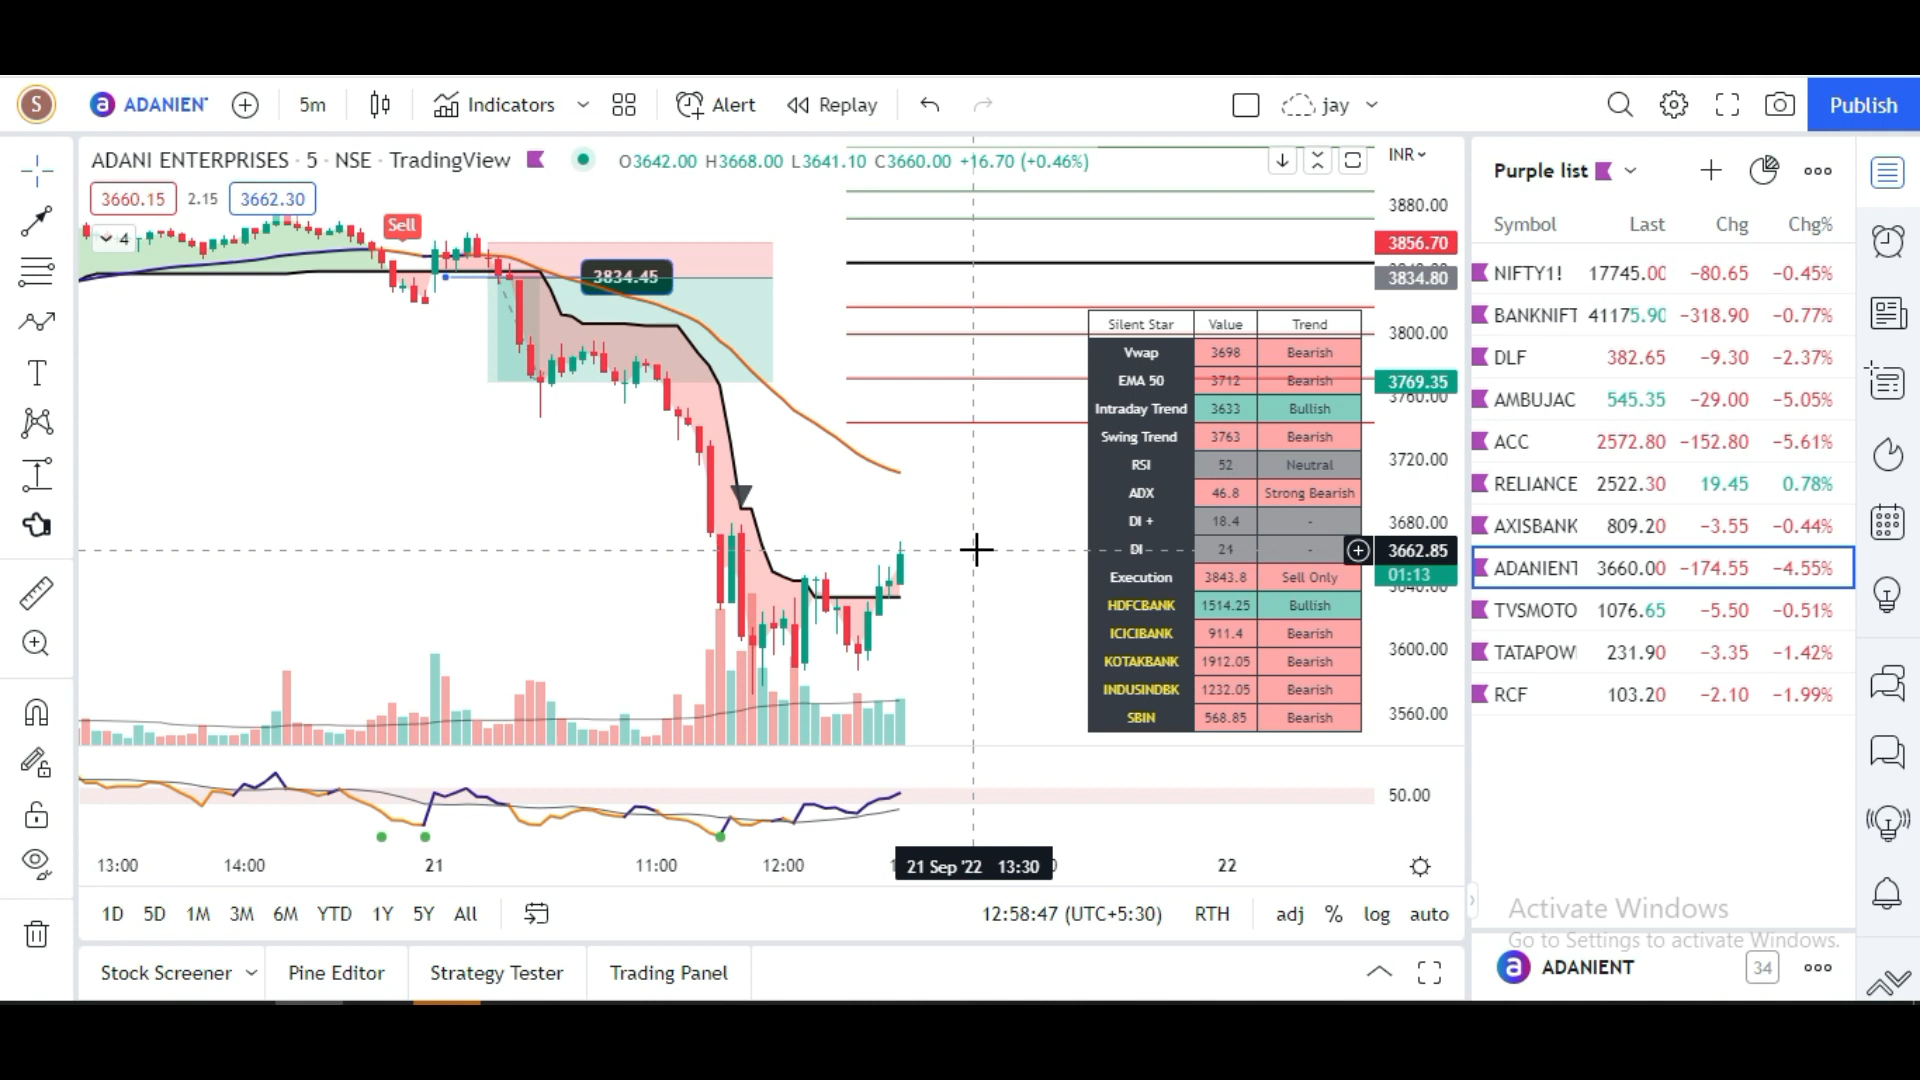 S ADANIENT 5m Indicators Alert Replay jay Publish
ADANI ENTERPRISES · 5 · NSE · TradingView O3642.00 H3668.00 L3641.10 C3660.00 +16.70 (+0.46%) INR
3660.15 2.15 3662.30
4
Sell
3834.45
3880.00
3856.70
3834.80
3800.00
3769.35
3760.00
3720.00
3680.00
3662.85
01:13
3640.00
3600.00
3560.00
50.00
Silent Star Value Trend
Vwap 3698 Bearish
EMA 50 3712 Bearish
Intraday Trend 3633 Bullish
Swing Trend 3763 Bearish
RSI 52 Neutral
ADX 46.8 Strong Bearish
DI + 18.4 -
DI- 24 -
Execution 3843.8 Sell Only
HDFCBANK 1514.25 Bullish
ICICIBANK 911.4 Bearish
KOTAKBANK 1912.05 Bearish
INDUSINDBK 1232.05 Bearish
SBIN 568.85 Bearish
13:00 14:00 21 11:00 12:00 21 Sep '22 13:30 22
1D 5D 1M 3M 6M YTD 1Y 5Y All 12:58:47 (UTC+5:30) RTH adj % log auto
Stock Screener Pine Editor Strategy Tester Trading Panel
Purple list
Symbol Last Chg Chg%
NIFTY1! 17745.00 −80.65 −0.45%
BANKNIFT 41175.90 −318.90 −0.77%
DLF 382.65 −9.30 −2.37%
AMBUJAC 545.35 −29.00 −5.05%
ACC 2572.80 −152.80 −5.61%
RELIANCE 2522.30 19.45 0.78%
AXISBANK 809.20 −3.55 −0.44%
ADANIENT 3660.00 −174.55 −4.55%
TVSMOTO 1076.65 −5.50 −0.51%
TATAPOW 231.90 −3.35 −1.42%
RCF 103.20 −2.10 −1.99%
Activate Windows
Go to Settings to activate Windows.
a ADANIENT 34